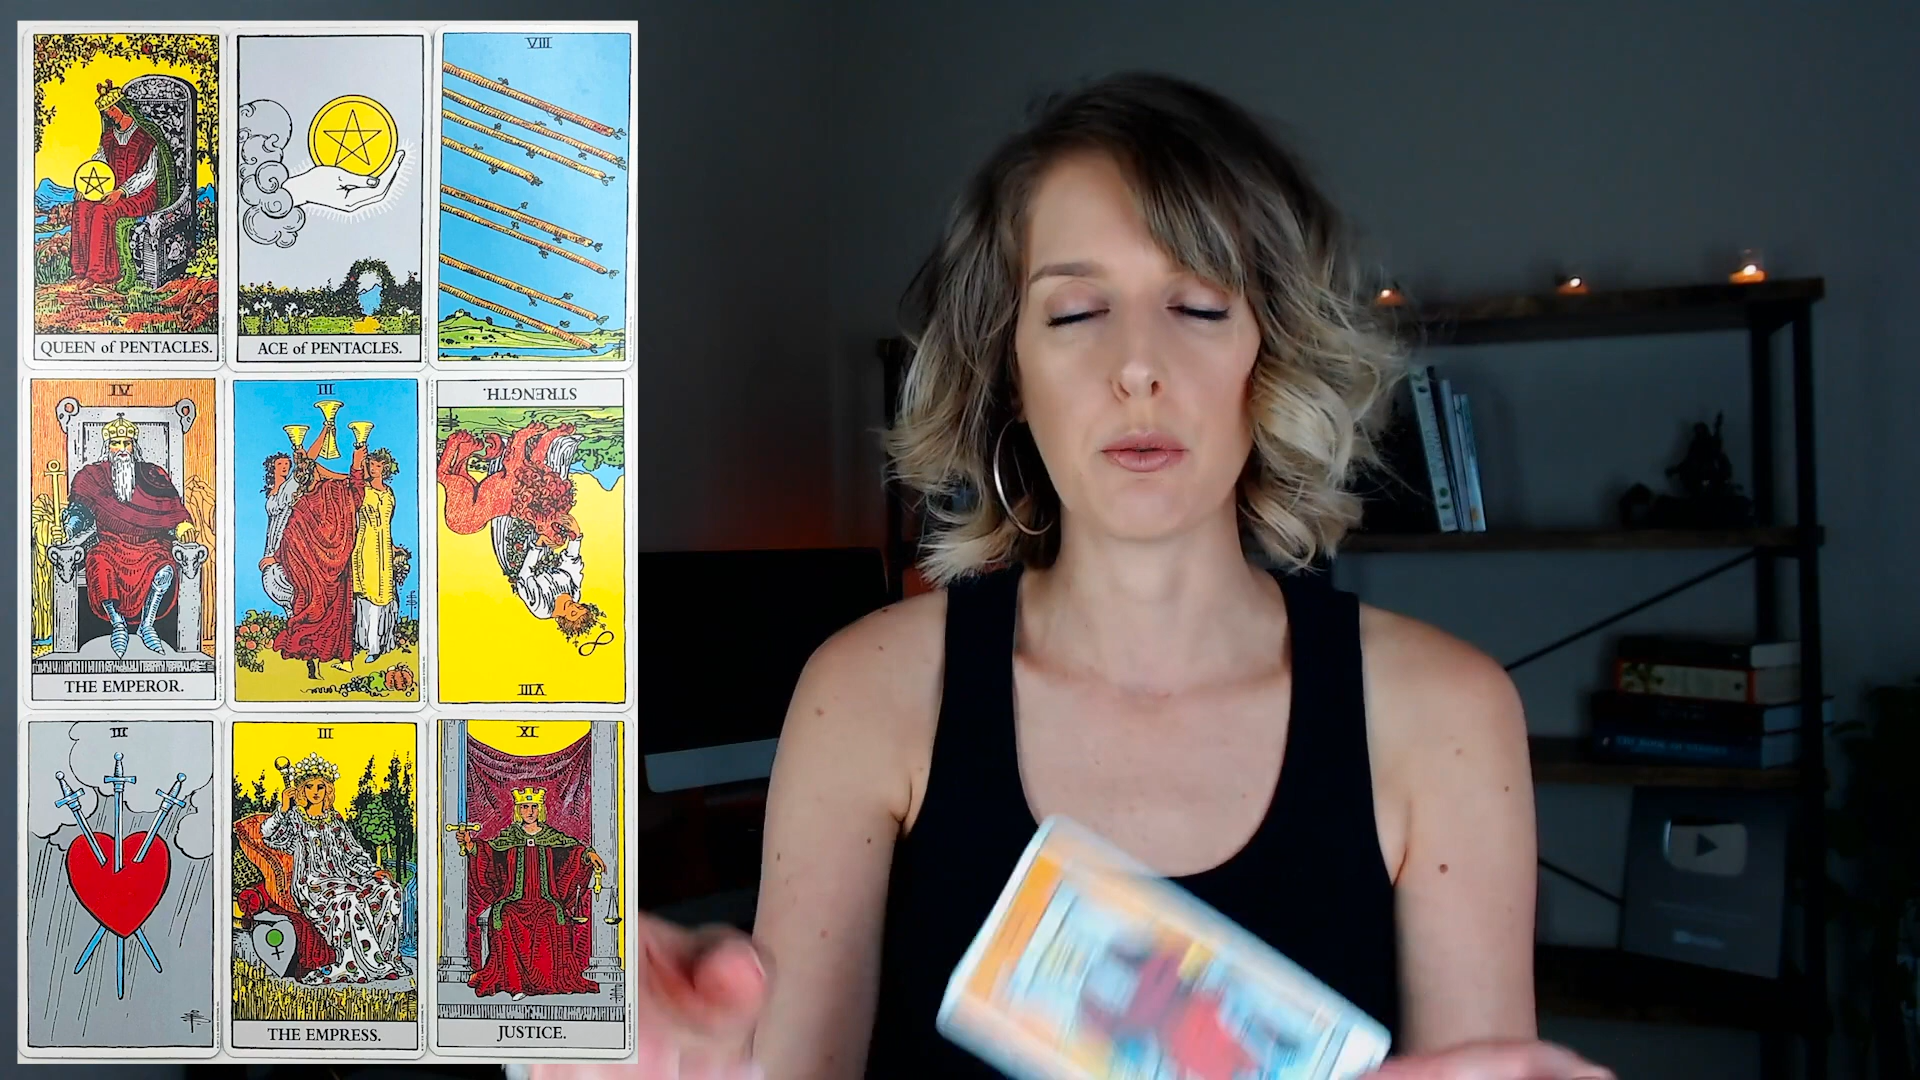 VIII
QUEEN of PENTACLES.
ACE of PENTACLES.
IV
III
STRENGTH.
THE EMPEROR.
VIII
III
III
XI
THE EMPRESS.
JUSTICE.